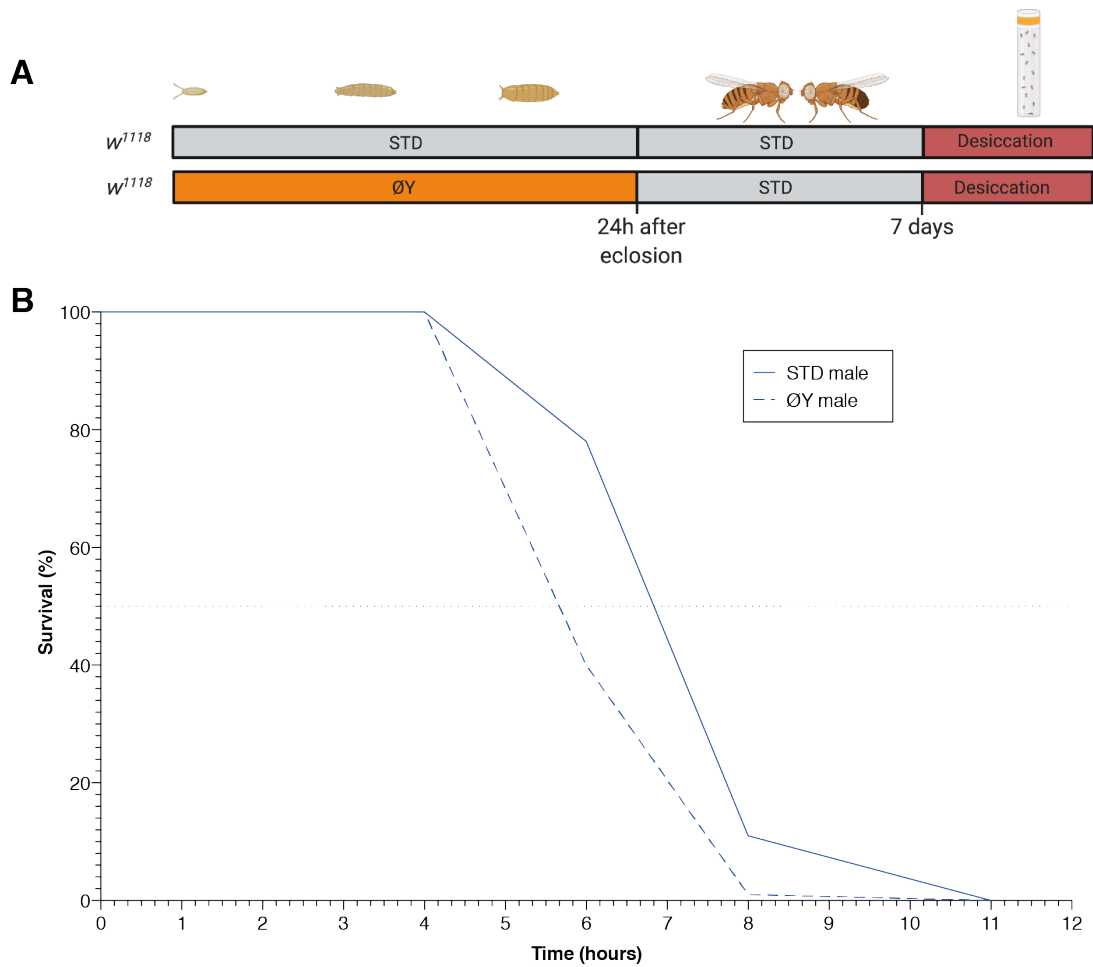 A
w1118
STD
STD
Desiccation
w1118
ØY
STD
Desiccation
24h after
eclosion
7 days
B
100
80
60
40
20
0
Survival (%)
STD male
ØY male
0 1 2 3 4 5 6 7 8 9 10 11 12
Time (hours)